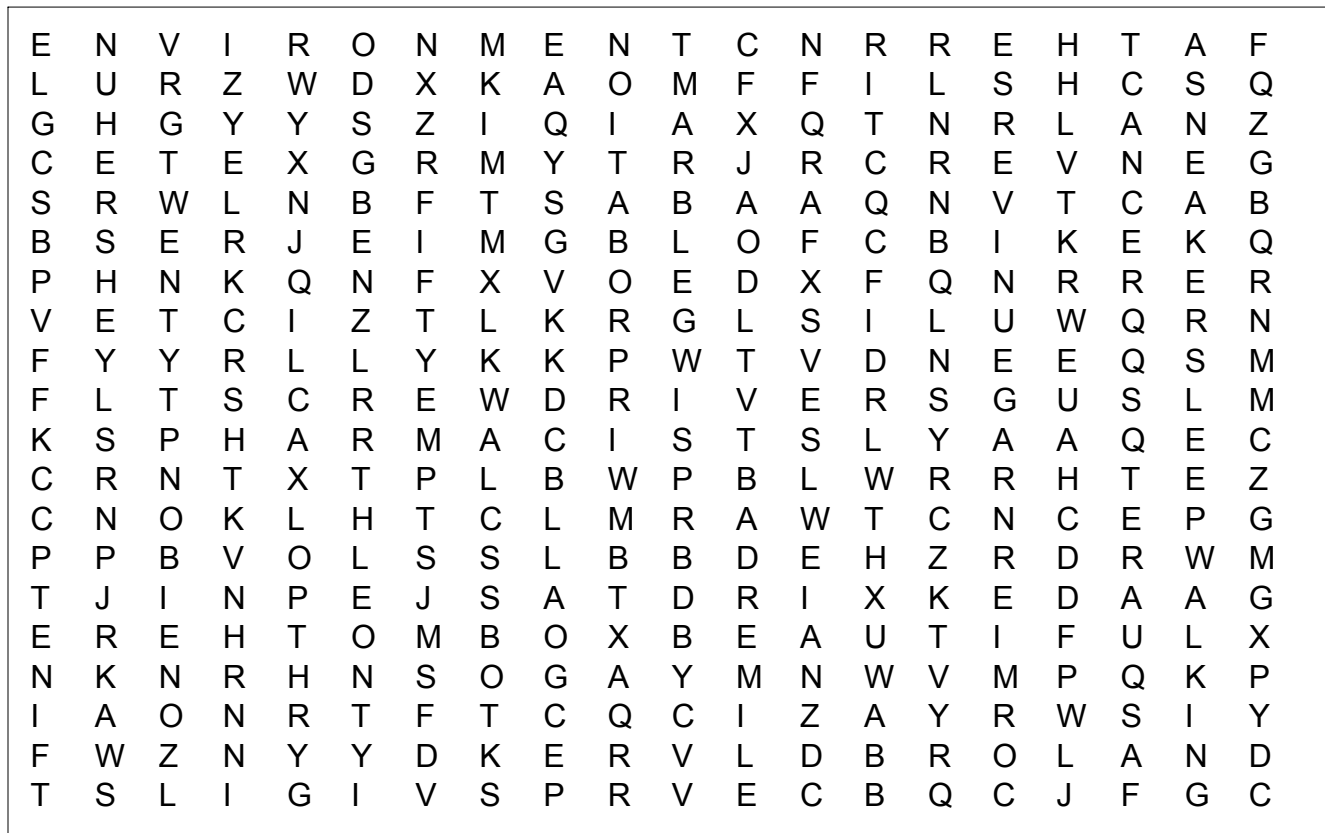 E N V I R O N M E N T C N R R E H T A F
L U R Z W D X K A O M F F I L S H C S Q
G H G Y Y S Z I Q I A X Q T N R L A N Z
C E T E X G R M Y T R J R C R E V N E G
S R W L N B F T S A B A A Q N V T C A B
B S E R J E I M G B L O F C B I K E K Q
P H N K Q N F X V O E D X F Q N R R E R
V E T C I Z T L K R G L S I L U W Q R N
F Y Y R L L Y K K P W T V D N E E Q S M
F L T S C R E W D R I V E R S G U S L M
K S P H A R M A C I S T S L Y A A Q E C
C R N T X T P L B W P B L W R R H T E Z
C N O K L H T C L M R A W T C N C E P G
P P B V O L S S L B B D E H Z R D R W M
T J I N P E J S A T D R I X K E D A A G
E R E H T O M B O X B E A U T I F U L X
N K N R H N S O G A Y M N W V M P Q K P
I A O N R T F T C Q C I Z A Y R W S I Y
F W Z N Y Y D K E R V L D B R O L A N D
T S L I G I V S P R V E C B Q C J F G C